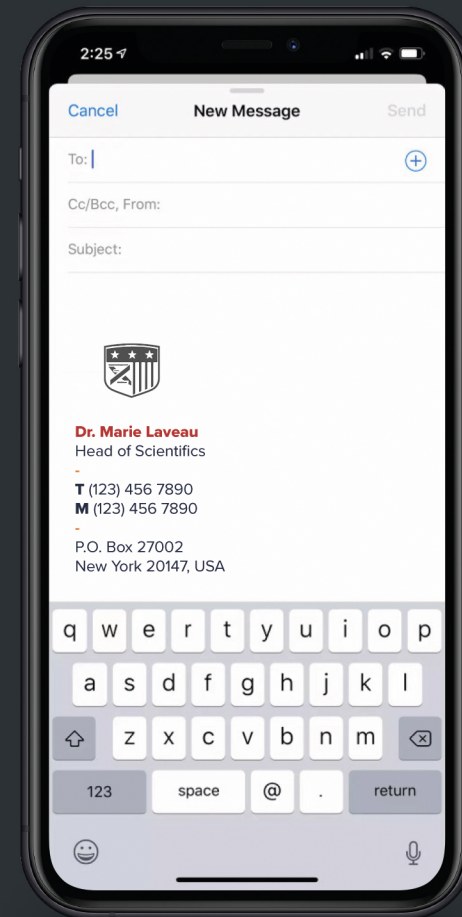 2:25
Cancel New Message Send
To:
Cc/Bcc, From:
Subject:
Dr. Marie Laveau
Head of Scientifics
-
T (123) 456 7890
M (123) 456 7890
-
P.O. Box 27002
New York 20147, USA
q w e r t y u i o p
a s d f g h j k l
z x c v b n m
123 space @ . return